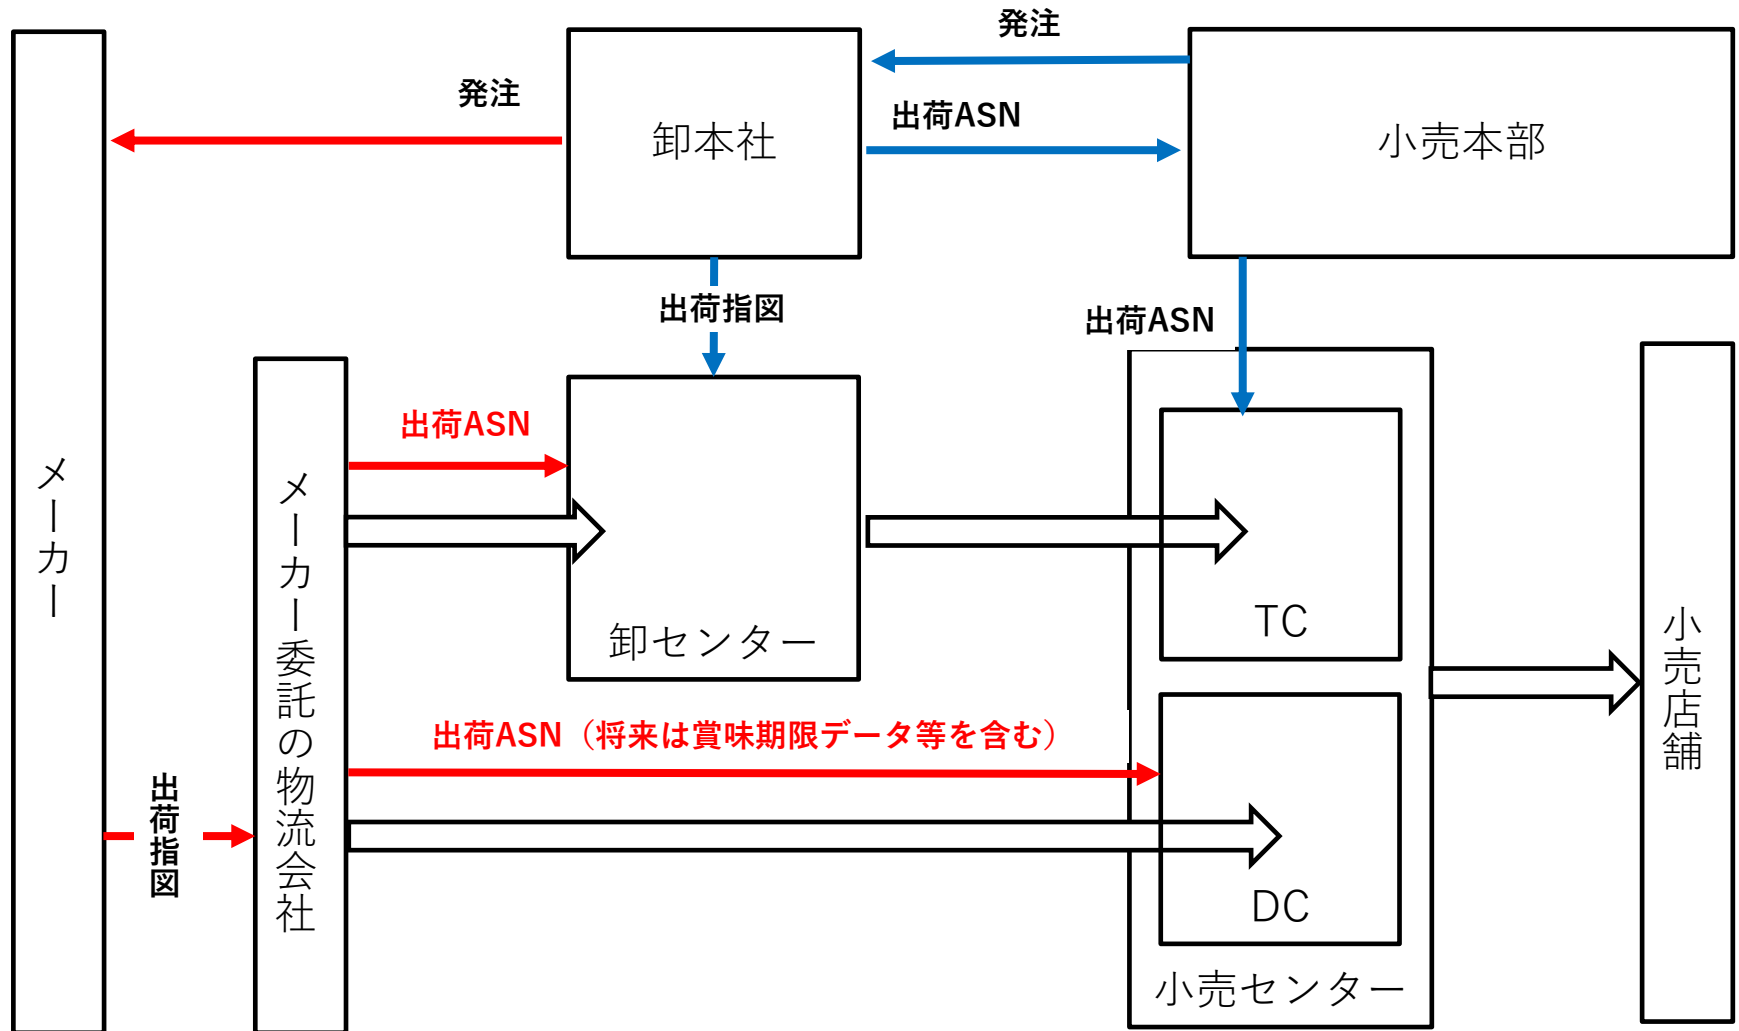 発注
発注
出荷ASN
卸本社
小売本部
出荷指図
出荷ASN
出荷ASN
メーカー
メーカー委託の物流会社
卸センター
TC
小売店舗
出荷ASN（将来は賞味期限データ等を含む）
出荷指図
DC
小売センター